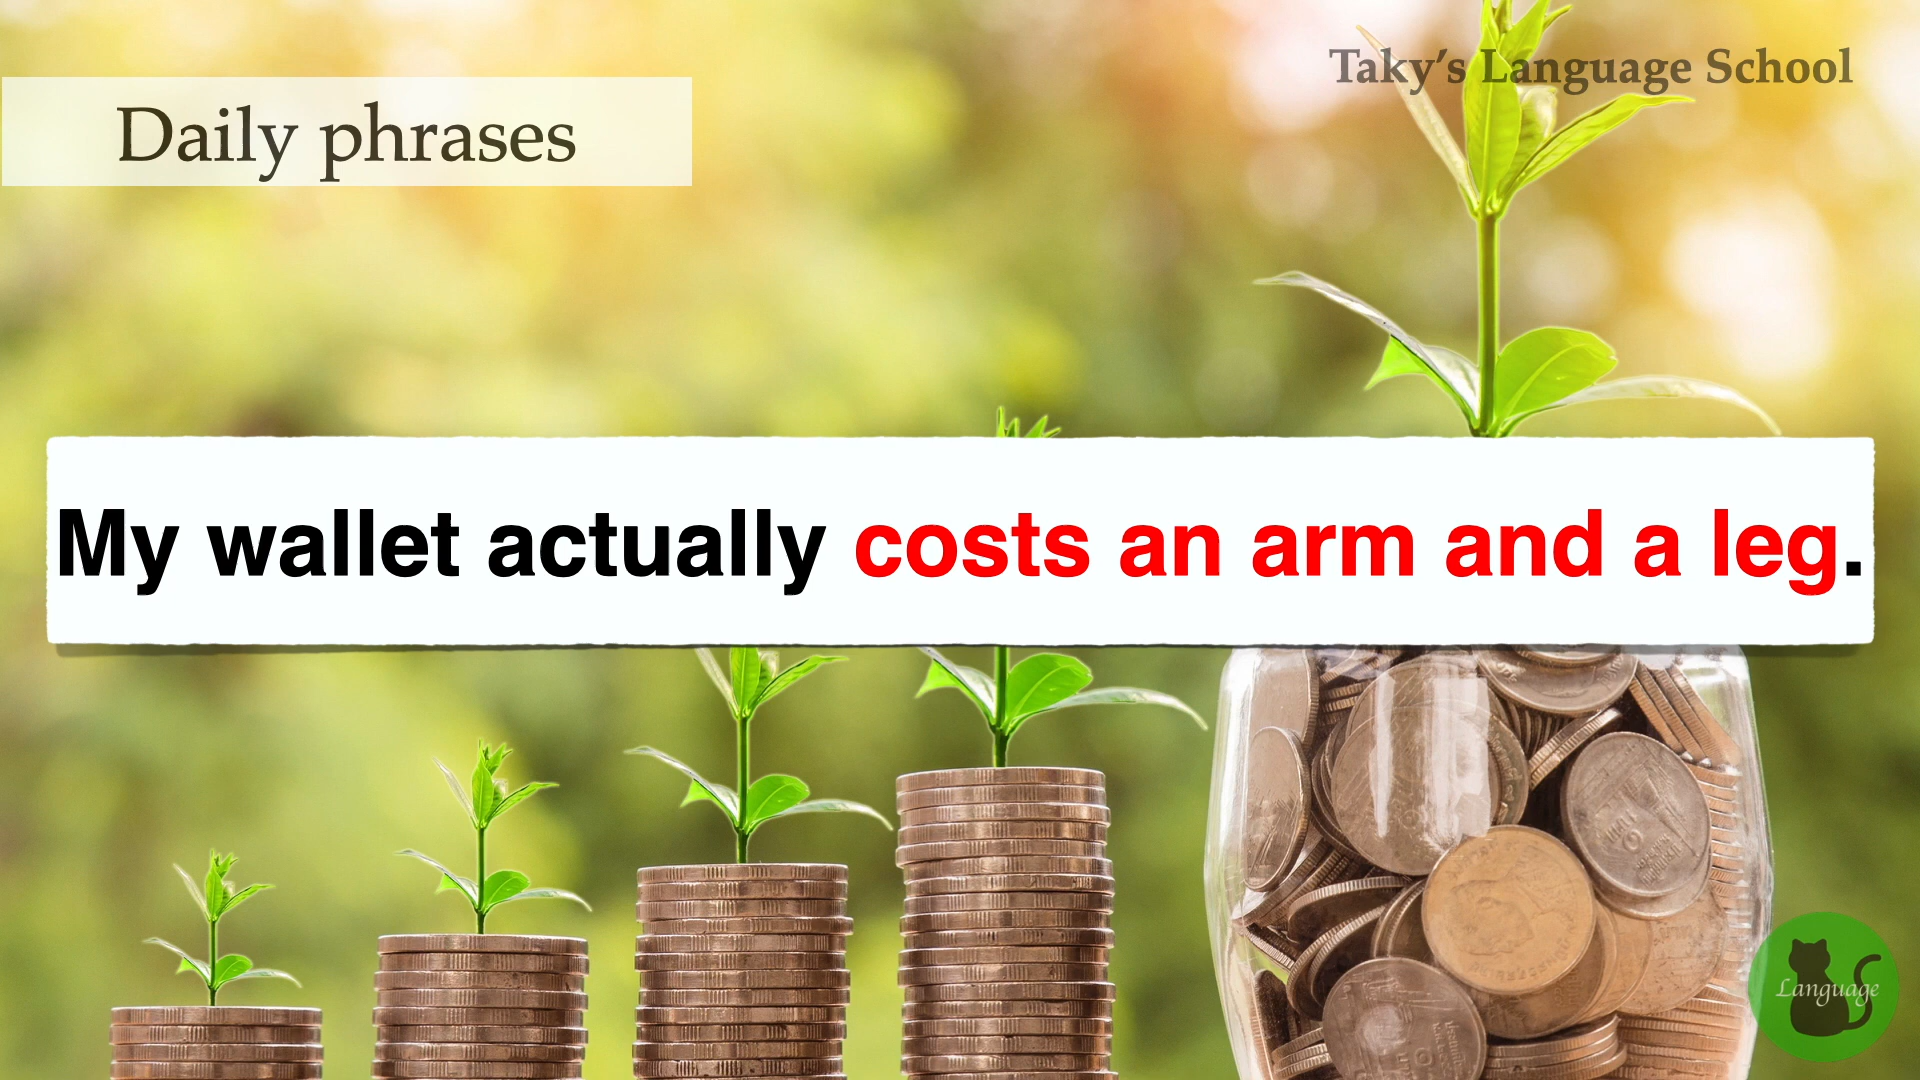 Taky's Language School
Daily phrases
My wallet actually costs an arm and a leg.
Language